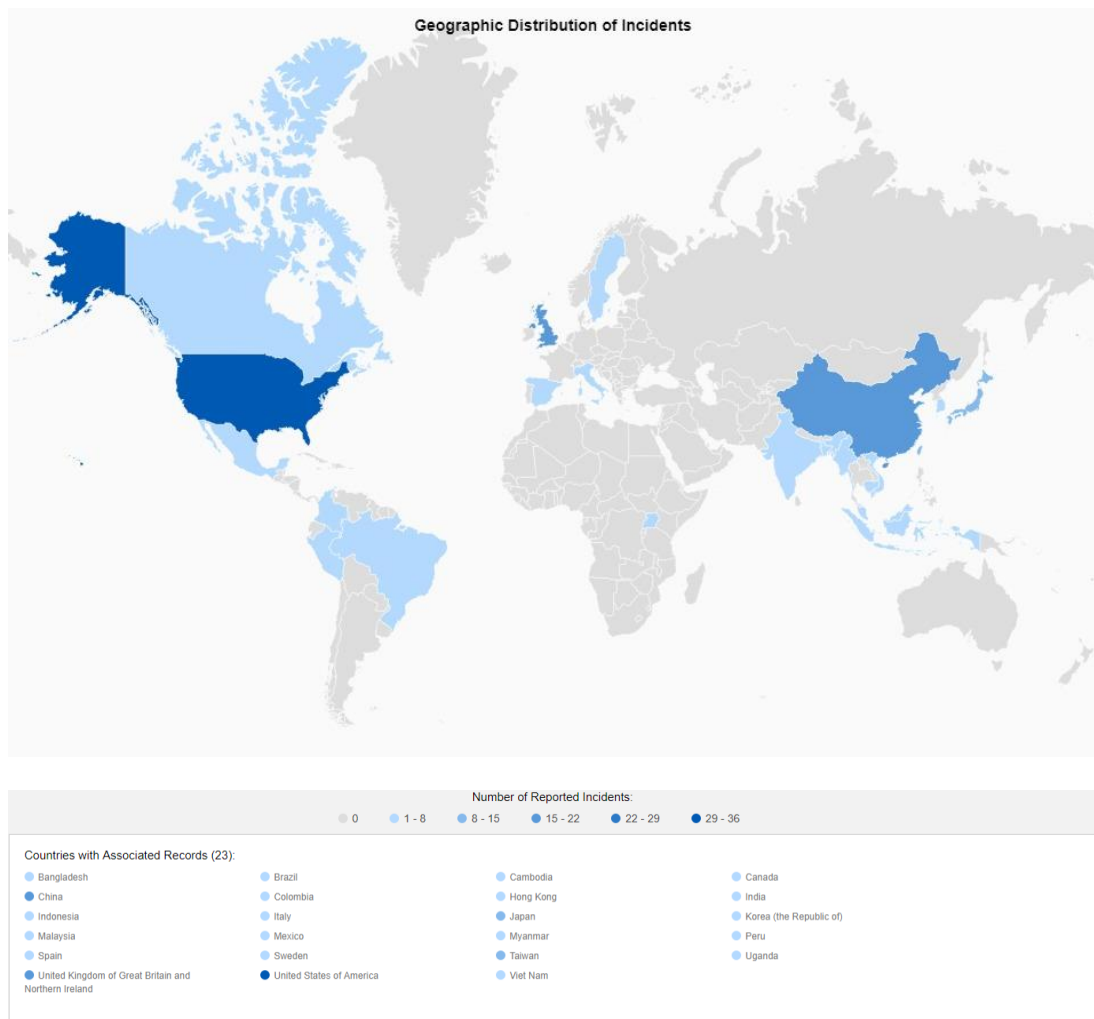 Geographic Distribution of Incidents
Number of Reported Incidents:
0 1 - 8 8 - 15 15 - 22 22 - 29 29 - 36
Countries with Associated Records (23):
Bangladesh Brazil Cambodia Canada
China Colombia Hong Kong India
Indonesia Italy Japan Korea (the Republic of)
Malaysia Mexico Myanmar Peru
Spain Sweden Taiwan Uganda
United Kingdom of Great Britain and United States of America Viet Nam
Northern Ireland